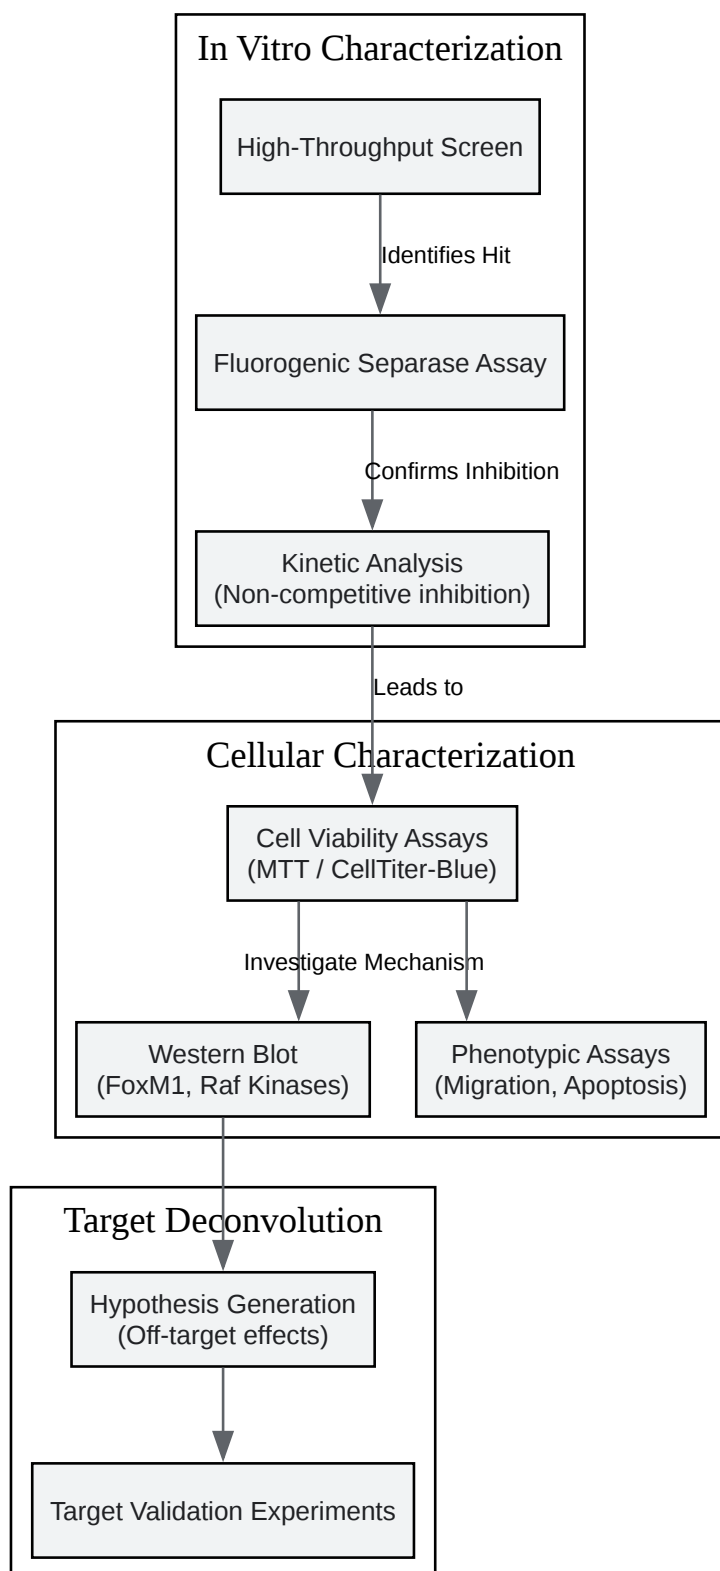 In Vitro Characterization
High-Throughput Screen
Identifies Hit
Fluorogenic Separase Assay
Confirms Inhibition
Kinetic Analysis
(Non-competitive inhibition)
Leads to
Cellular Characterization
Cell Viability Assays
(MTT / CellTiter-Blue)
Investigate Mechanism
Western Blot
(FoxM1, Raf Kinases)
Phenotypic Assays
(Migration, Apoptosis)
Target Deconvolution
Hypothesis Generation
(Off-target effects)
Target Validation Experiments